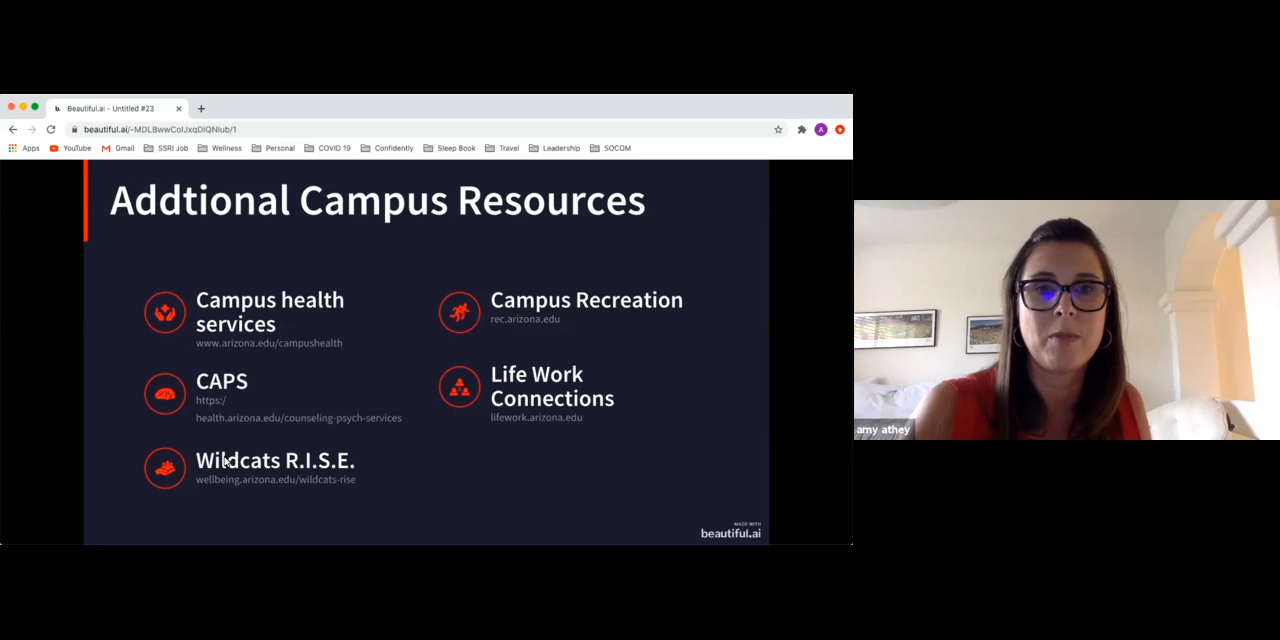 b. Beautiful.ai - Untitled #23
beautiful.ai/-MDLBwwColJxqDiQNlub/1
A
Apps YouTube Gmail SSRI Job Wellness Personal COVID 19 Confidently Sleep Book Travel Leadership SOCOM
Addtional Campus Resources
Campus health
services
www.arizona.edu/campushealth
CAPS
https:/
health.arizona.edu/counseling-psych-services
Wildcats R.I.S.E.
wellbeing.arizona.edu/wildcats-rise
Campus Recreation
rec.arizona.edu
Life Work
Connections
lifework.arizona.edu
MADE WITH
beautiful.ai
amy athey